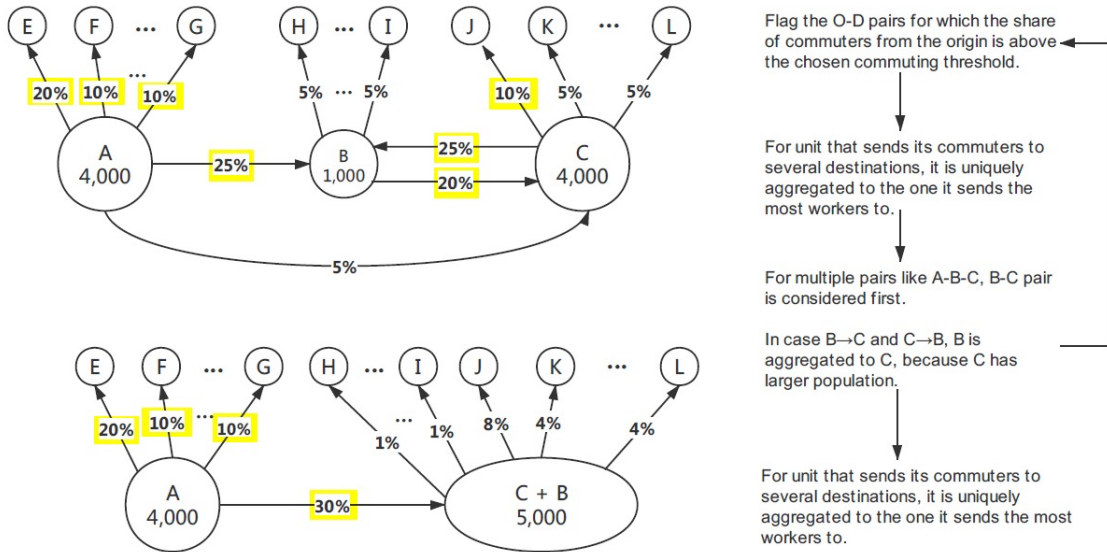 E F ... G H ... I J K ... L
...
20% 10% 10% 5% ... 5% 10% 5% 5%
A
4,000
B
1,000
C
4,000
25%
25%
20%
5%
E F ... G H ... I J K ... L
20% 10% ... 10% 1% ... 1% 8% 4% 4%
A
4,000
C + B
5,000
30%
Flag the O-D pairs for which the share
of commuters from the origin is above
the chosen commuting threshold.
For unit that sends its commuters to
several destinations, it is uniquely
aggregated to the one it sends the
most workers to.
For multiple pairs like A-B-C, B-C pair
is considered first.
In case B→C and C→B, B is
aggregated to C, because C has
larger population.
For unit that sends its commuters to
several destinations, it is uniquely
aggregated to the one it sends the most
workers to.